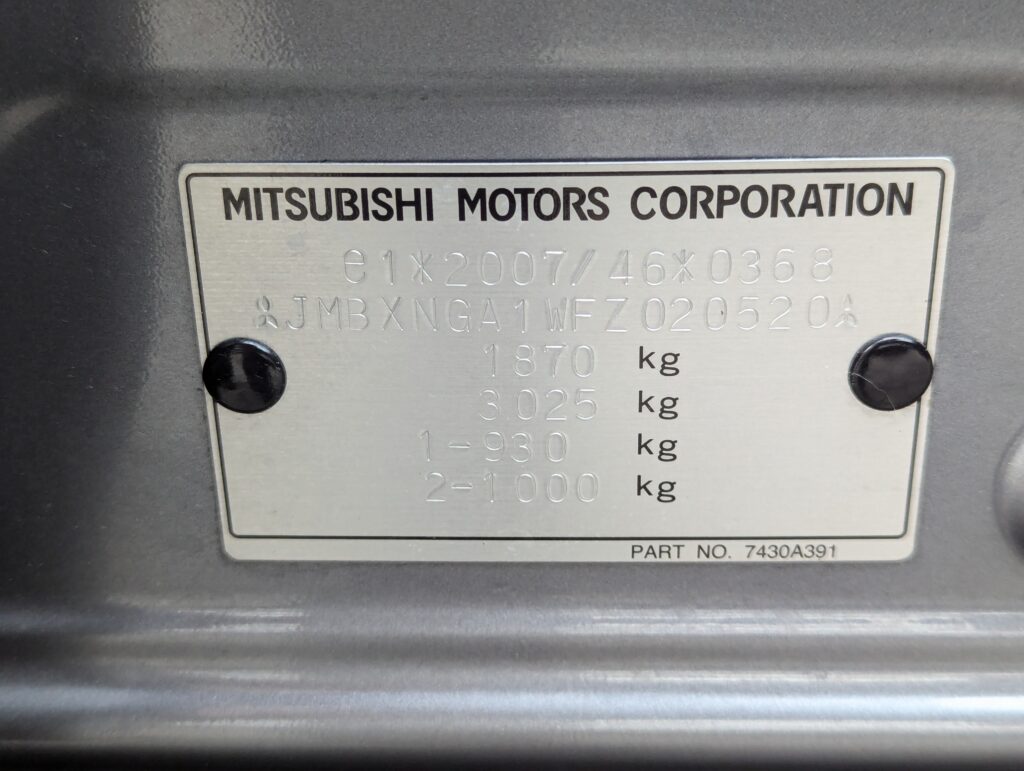 MITSUBISHI MOTORS CORPORATION
e1*2007/46*0368
JMBXNGA1WFZ020520
1870 kg
3025 kg
1-930 kg
2-1000 kg
PART NO. 7430A391